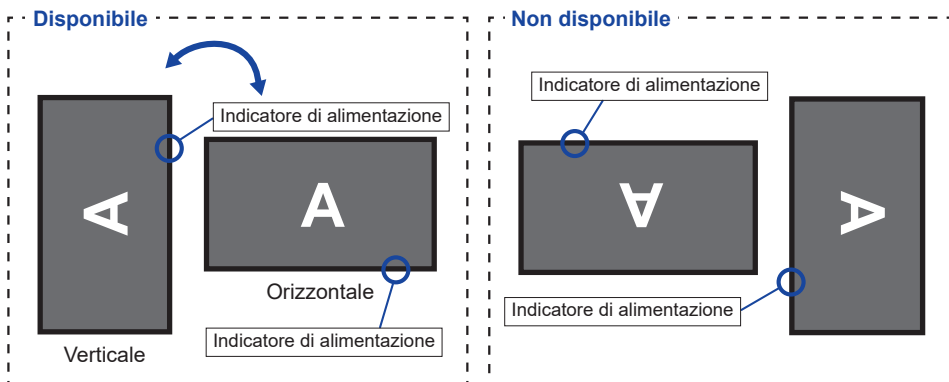 Disponibile
Indicatore di alimentazione
A
A
Orizzontale
Verticale
Indicatore di alimentazione
Non disponibile
Indicatore di alimentazione
A
A
Indicatore di alimentazione